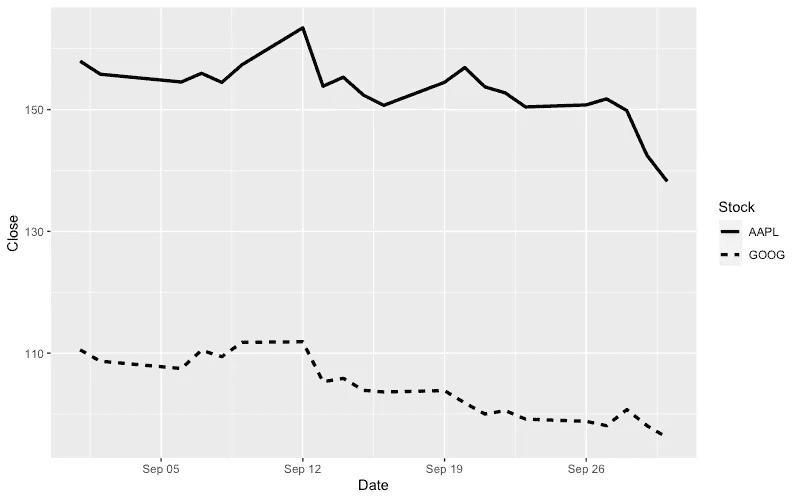 150
130
110
Close
Sep 05
Sep 12
Sep 19
Sep 26
Date
Stock
AAPL
GOOG